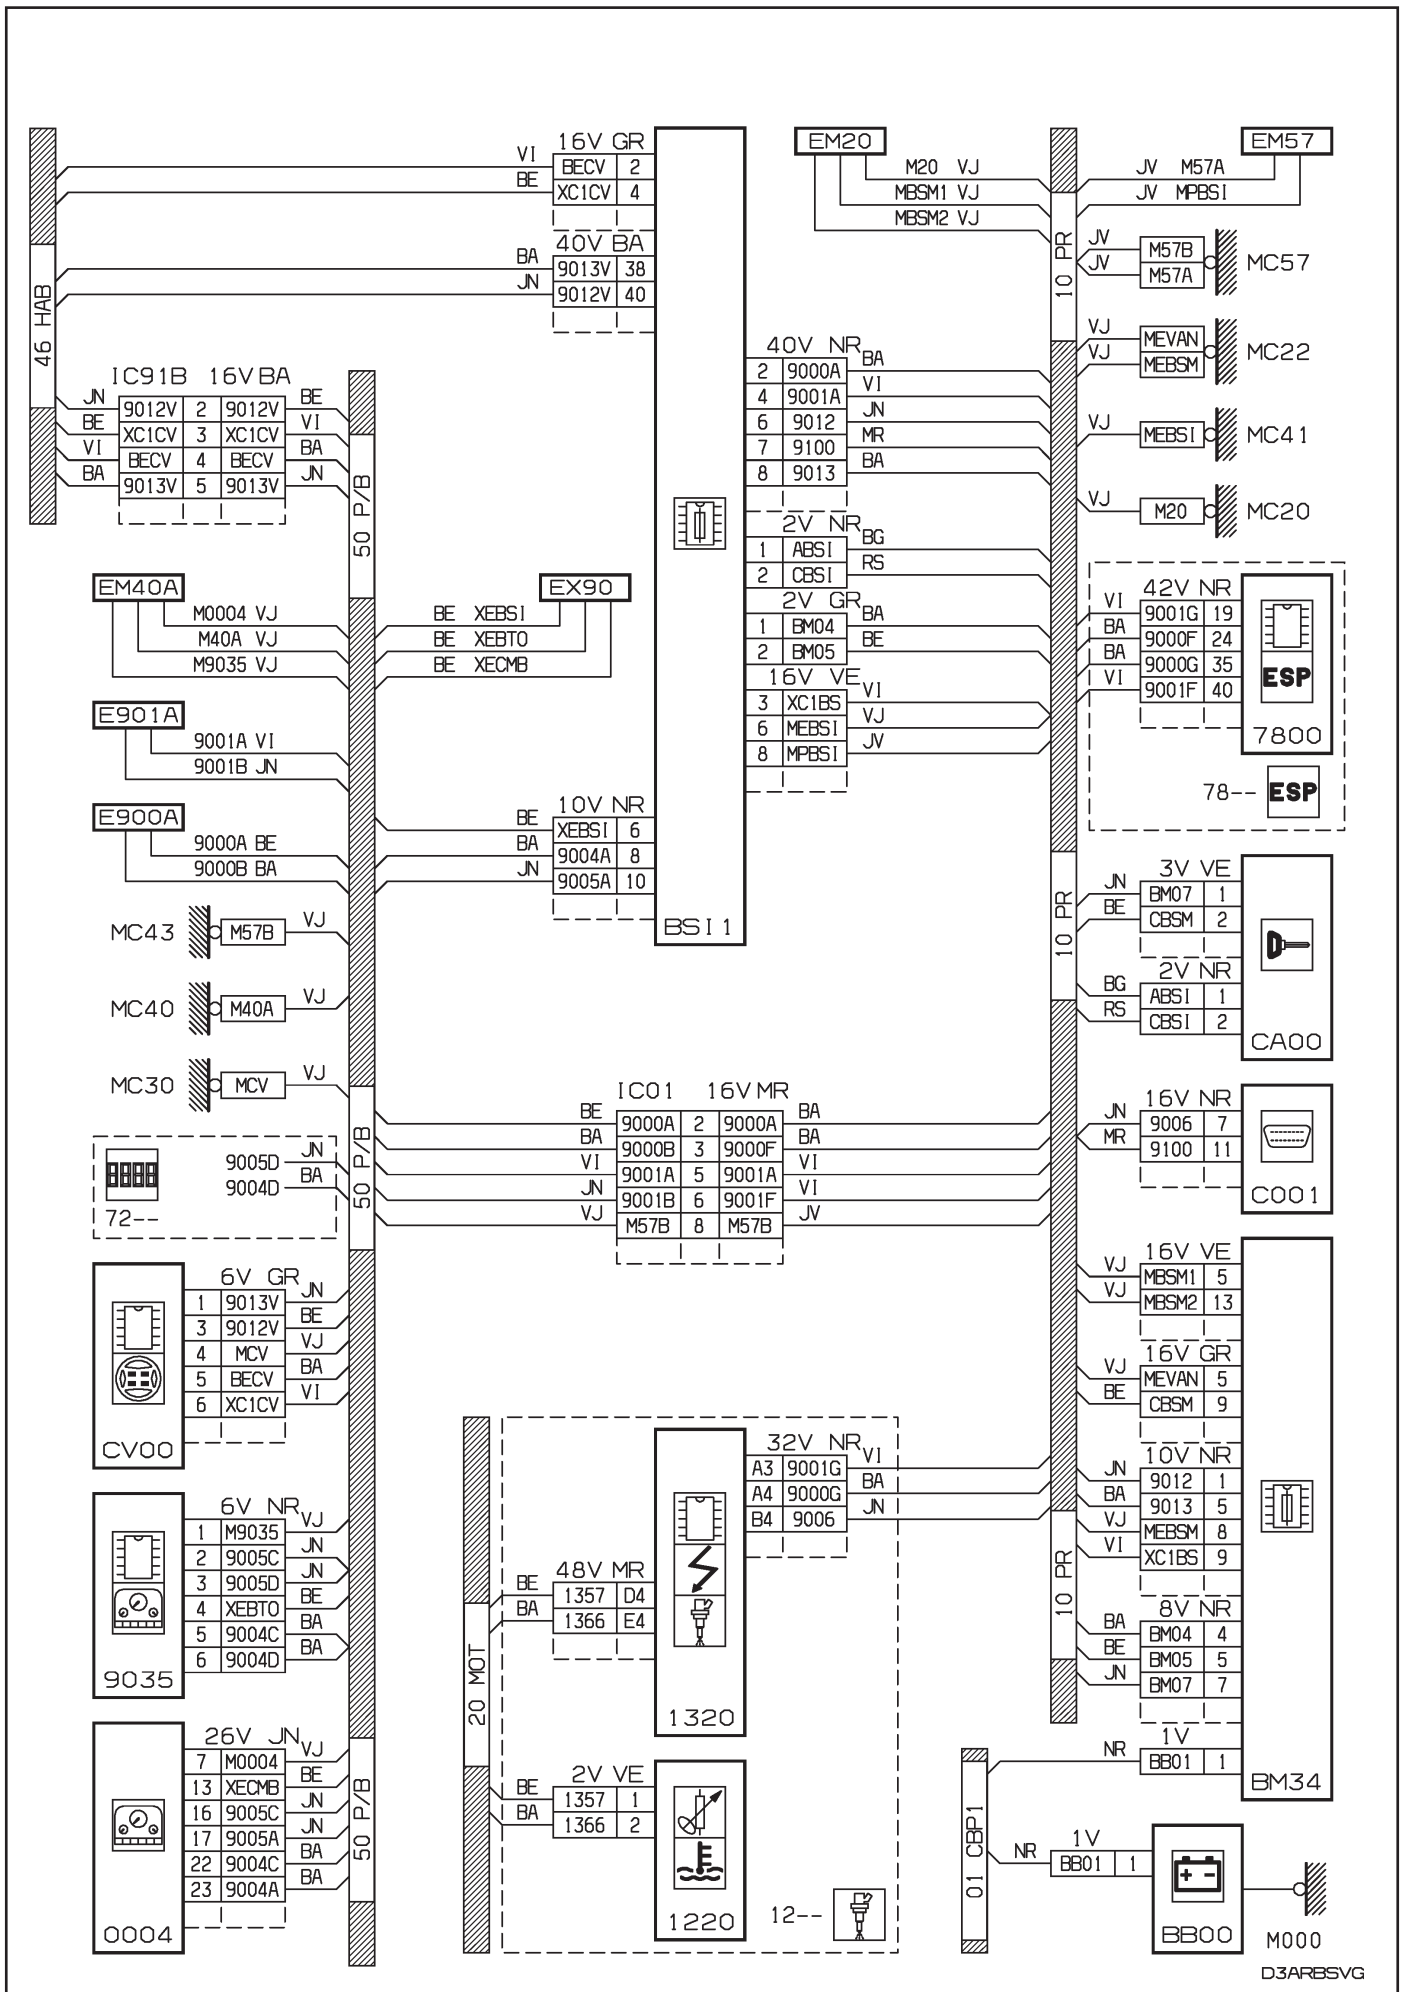 46 HAB
VI
BE
16V GR
BECV 2
XC1CV 4
BA
JN
40V BA
9013V 38
9012V 40
BSI1
EM20
M20 VJ
MBSM1 VJ
MBSM2 VJ
10 PR
EM57
JV M57A
JV MPBSI
JV
JV
M57B
M57A
MC57
VJ
VJ
MEVAN
MEBSM
MC22
VJ
MEBSI
MC41
VJ
M20
MC20
IC91B 16V BA
JN 9012V 2 9012V BE
BE XC1CV 3 XC1CV VI
VI BECV 4 BECV BA
BA 9013V 5 9013V JN
50 P/B
40V NR
2 9000A BA
4 9001A VI
6 9012 JN
7 9100 MR
8 9013 BA
2V NR
1 ABSI BG
2 CBSI RS
2V GR
1 BM04 BA
2 BM05 BE
16V VE
3 XC1BS VI
6 MEBSI VJ
8 MPBSI JV
EM40A
M0004 VJ
M40A VJ
M9035 VJ
EX90
BE XEBSI
BE XEBTO
BE XECMB
42V NR
VI 9001G 19
BA 9000F 24
BA 9000G 35
VI 9001F 40
ESP
7800
78-- ESP
E901A
9001A VI
9001B JN
E900A
9000A BE
9000B BA
10V NR
BE XEBSI 6
BA 9004A 8
JN 9005A 10
MC43 M57B VJ
MC40 M40A VJ
MC30 MCV VJ
10 PR
3V VE
JN BM07 1
BE CBSM 2
2V NR
BG ABSI 1
RS CBSI 2
CA00
9005D JN
9004D BA
72--
50 P/B
IC01 16V MR
BE 9000A 2 9000A BA
BA 9000B 3 9000F BA
VI 9001A 5 9001A VI
JN 9001B 6 9001F VI
VJ M57B 8 M57B JV
16V NR
JN 9006 7
MR 9100 11
C001
6V GR
1 9013V JN
3 9012V BE
4 MCV VJ
5 BECV BA
6 XC1CV VI
CV00
16V VE
VJ MBSM1 5
VJ MBSM2 13
16V GR
VJ MEVAN 5
BE CBSM 9
10V NR
JN 9012 1
BA 9013 5
VJ MEBSM 8
VI XC1BS 9
8V NR
BA BM04 4
BE BM05 5
JN BM07 7
1V
NR BB01 1
BM34
10 PR
6V NR
1 M9035 VJ
2 9005C JN
3 9005D JN
4 XEBTO BE
5 9004C BA
6 9004D BA
9035
32V NR
A3 9001G VI
A4 9000G BA
B4 9006 JN
48V MR
BE 1357 D4
BA 1366 E4
1320
20 MOT
26V JN
7 M0004 VJ
13 XECMB BE
16 9005C JN
17 9005A JN
22 9004C BA
23 9004A BA
0004
50 P/B
2V VE
BE 1357 1
BA 1366 2
1220
12--
01 CBP1
1V
NR BB01 1
BB00
M000
D3ARBSVG